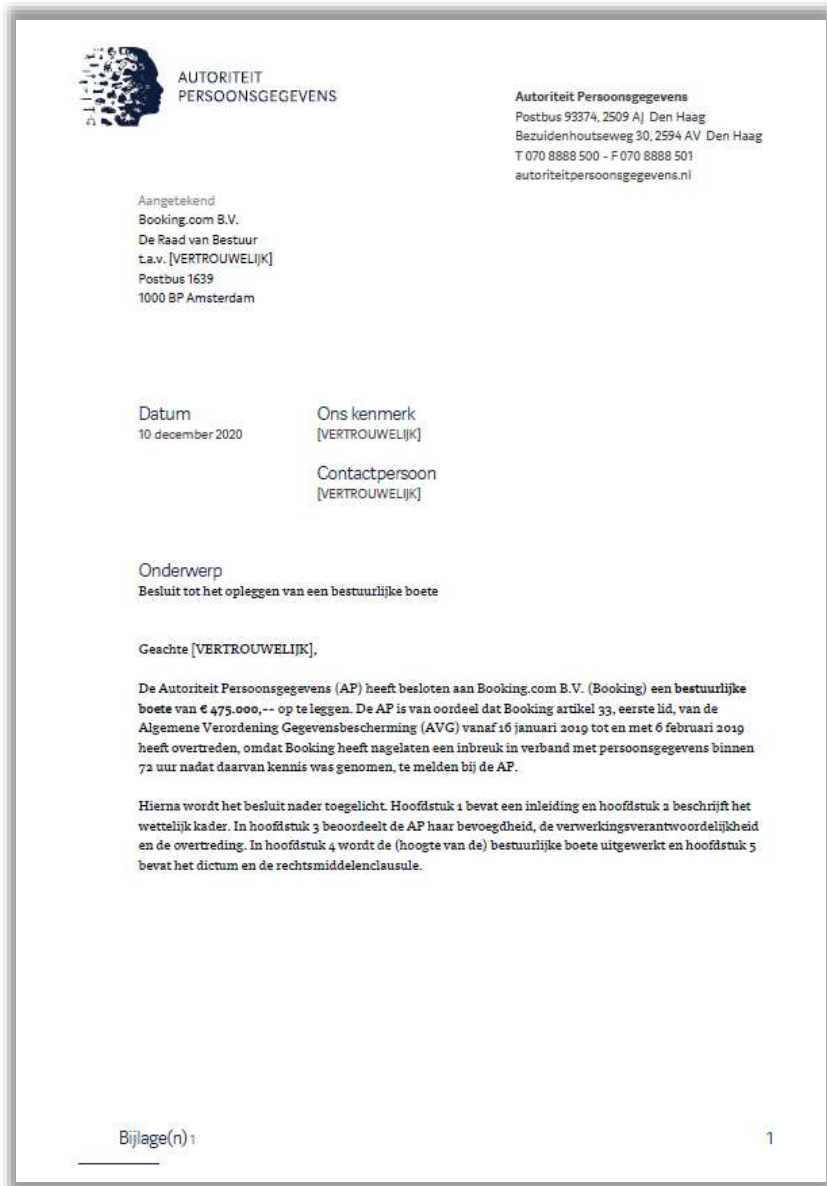 AUTORITEIT
PERSOONSGEGEVENS
Autoriteit Persoonsgegevens
Postbus 93374, 2509 AJ Den Haag
Bezuidenhoutseweg 30, 2594 AV Den Haag
T 070 8888 500 - F 070 8888 501
autoriteitpersoonsgegevens.nl
Aangetekend
Booking.com B.V.
De Raad van Bestuur
t.a.v. [VERTROUWELIJK]
Postbus 1639
1000 BP Amsterdam
Datum
10 december 2020
Ons kenmerk
[VERTROUWELIJK]
Contactpersoon
[VERTROUWELIJK]
Onderwerp
Besluit tot het opleggen van een bestuurlijke boete
Geachte [VERTROUWELIJK],
De Autoriteit Persoonsgegevens (AP) heeft besloten aan Booking.com B.V. (Booking) een bestuurlijke
boete van € 475.000,-- op te leggen. De AP is van oordeel dat Booking artikel 33, eerste lid, van de
Algemene Verordening Gegevensbescherming (AVG) vanaf 16 januari 2019 tot en met 6 februari 2019
heeft overtreden, omdat Booking heeft nagelaten een inbreuk in verband met persoonsgegevens binnen
72 uur nadat daarvan kennis was genomen, te melden bij de AP.
Hierna wordt het besluit nader toegelicht. Hoofdstuk 1 bevat een inleiding en hoofdstuk 2 beschrijft het
wettelijk kader. In hoofdstuk 3 beoordeelt de AP haar bevoegdheid, de verwerkingsverantwoordelijkheid
en de overtreding. In hoofdstuk 4 wordt de (hoogte van de) bestuurlijke boete uitgewerkt en hoofdstuk 5
bevat het dictum en de rechtsmiddelenclausule.
Bijlage(n) 1
1